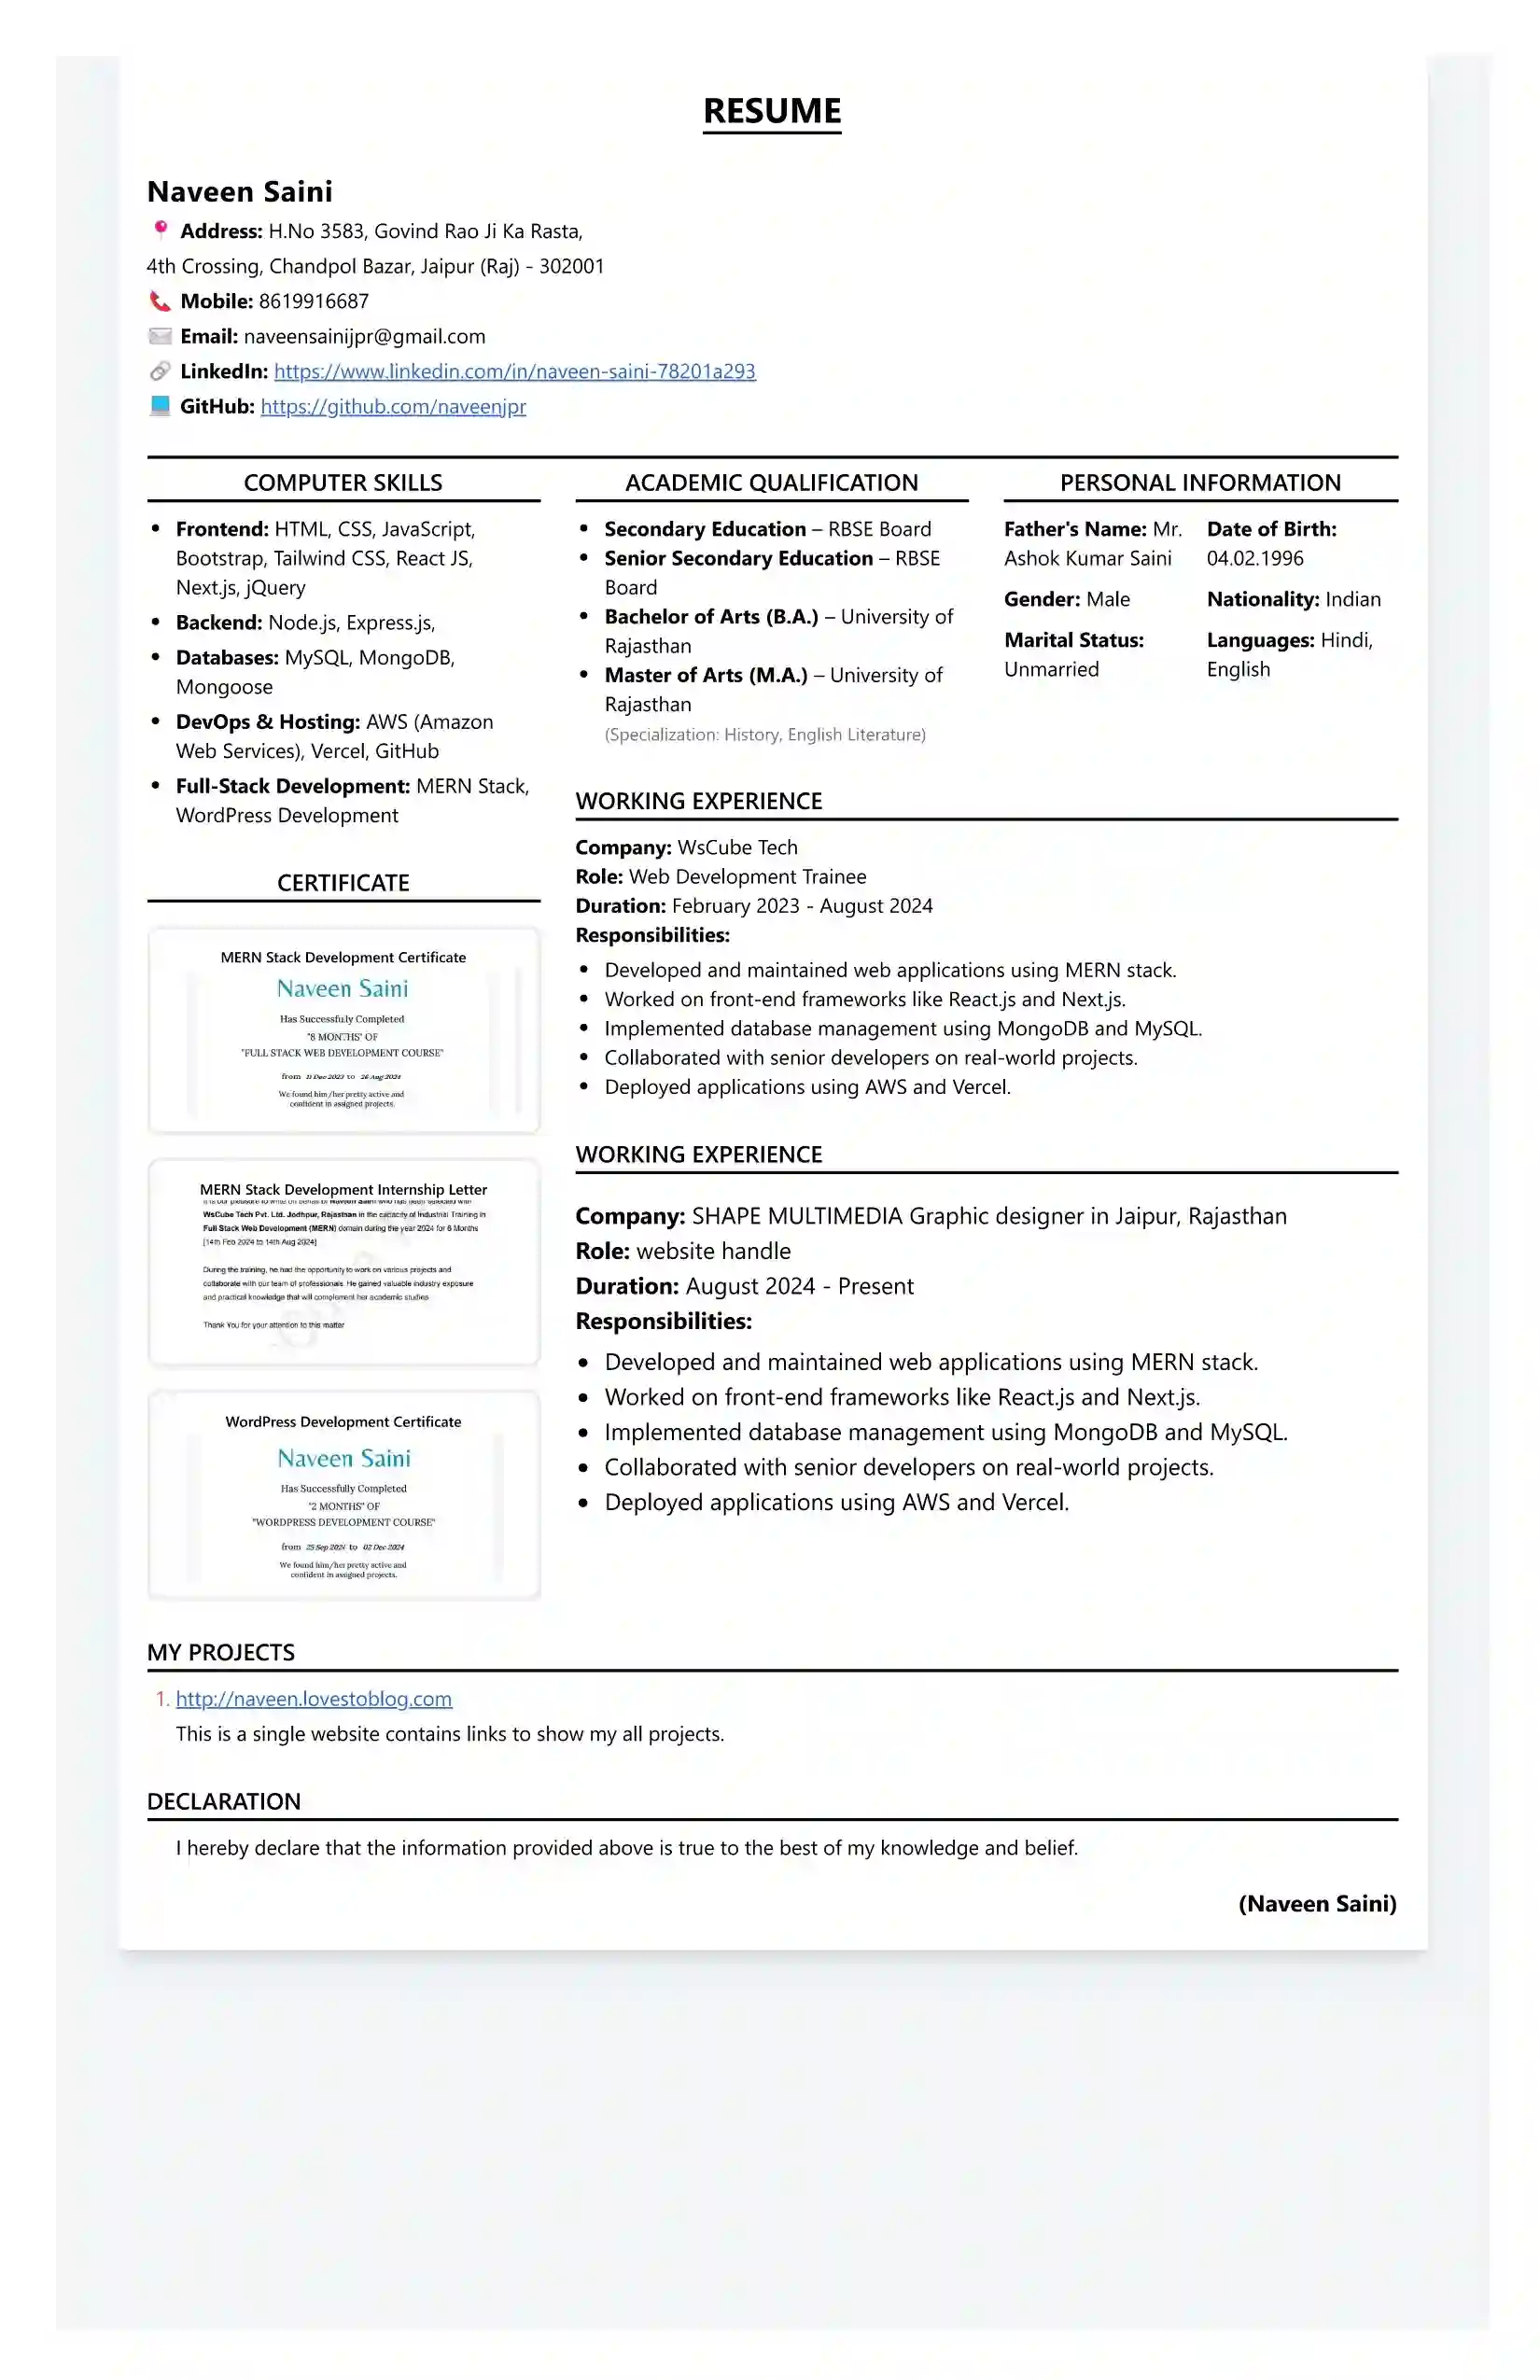 RESUME
Naveen Saini
📍 Address: H.No 3583, Govind Rao Ji Ka Rasta,
4th Crossing, Chandpol Bazar, Jaipur (Raj) - 302001
📞 Mobile: 8619916687
✉️ Email: naveensainijpr@gmail.com
🔗 LinkedIn: https://www.linkedin.com/in/naveen-saini-78201a293
💻 GitHub: https://github.com/naveenjpr
COMPUTER SKILLS
• Frontend: HTML, CSS, JavaScript,
Bootstrap, Tailwind CSS, React JS,
Next.js, jQuery
• Backend: Node.js, Express.js,
• Databases: MySQL, MongoDB,
Mongoose
• DevOps & Hosting: AWS (Amazon
Web Services), Vercel, GitHub
• Full-Stack Development: MERN Stack,
WordPress Development
CERTIFICATE
MERN Stack Development Certificate
Naveen Saini
Has Successfully Completed
"8 MONTHS" OF
"FULL STACK WEB DEVELOPMENT COURSE"
from 11 Dec 2023 to 26 Aug 2024
We found him/her pretty active and
confident in assigned projects.
MERN Stack Development Internship Letter
It is our pleasure to write on behalf of Naveen Saini who has been selected with
WsCube Tech Pvt. Ltd. Jodhpur, Rajasthan in the capacity of Industrial Training in
Full Stack Web Development (MERN) domain during the year 2024 for 6 Months
[14th Feb 2024 to 14th Aug 2024]
During the training, he had the opportunity to work on various projects and
collaborate with our team of professionals. He gained valuable industry exposure
and practical knowledge that will complement her academic studies
Thank You for your attention to this matter
WordPress Development Certificate
Naveen Saini
Has Successfully Completed
"2 MONTHS" OF
"WORDPRESS DEVELOPMENT COURSE"
from 25 Sep 2024 to 02 Dec 2024
We found him/her pretty active and
confident in assigned projects.
ACADEMIC QUALIFICATION
• Secondary Education – RBSE Board
• Senior Secondary Education – RBSE
Board
• Bachelor of Arts (B.A.) – University of
Rajasthan
• Master of Arts (M.A.) – University of
Rajasthan
(Specialization: History, English Literature)
PERSONAL INFORMATION
Father's Name: Mr.
Ashok Kumar Saini
Date of Birth:
04.02.1996
Gender: Male
Nationality: Indian
Marital Status:
Unmarried
Languages: Hindi,
English
WORKING EXPERIENCE
Company: WsCube Tech
Role: Web Development Trainee
Duration: February 2023 - August 2024
Responsibilities:
• Developed and maintained web applications using MERN stack.
• Worked on front-end frameworks like React.js and Next.js.
• Implemented database management using MongoDB and MySQL.
• Collaborated with senior developers on real-world projects.
• Deployed applications using AWS and Vercel.
WORKING EXPERIENCE
Company: SHAPE MULTIMEDIA Graphic designer in Jaipur, Rajasthan
Role: website handle
Duration: August 2024 - Present
Responsibilities:
• Developed and maintained web applications using MERN stack.
• Worked on front-end frameworks like React.js and Next.js.
• Implemented database management using MongoDB and MySQL.
• Collaborated with senior developers on real-world projects.
• Deployed applications using AWS and Vercel.
MY PROJECTS
1. http://naveen.lovestoblog.com
This is a single website contains links to show my all projects.
DECLARATION
I hereby declare that the information provided above is true to the best of my knowledge and belief.
(Naveen Saini)